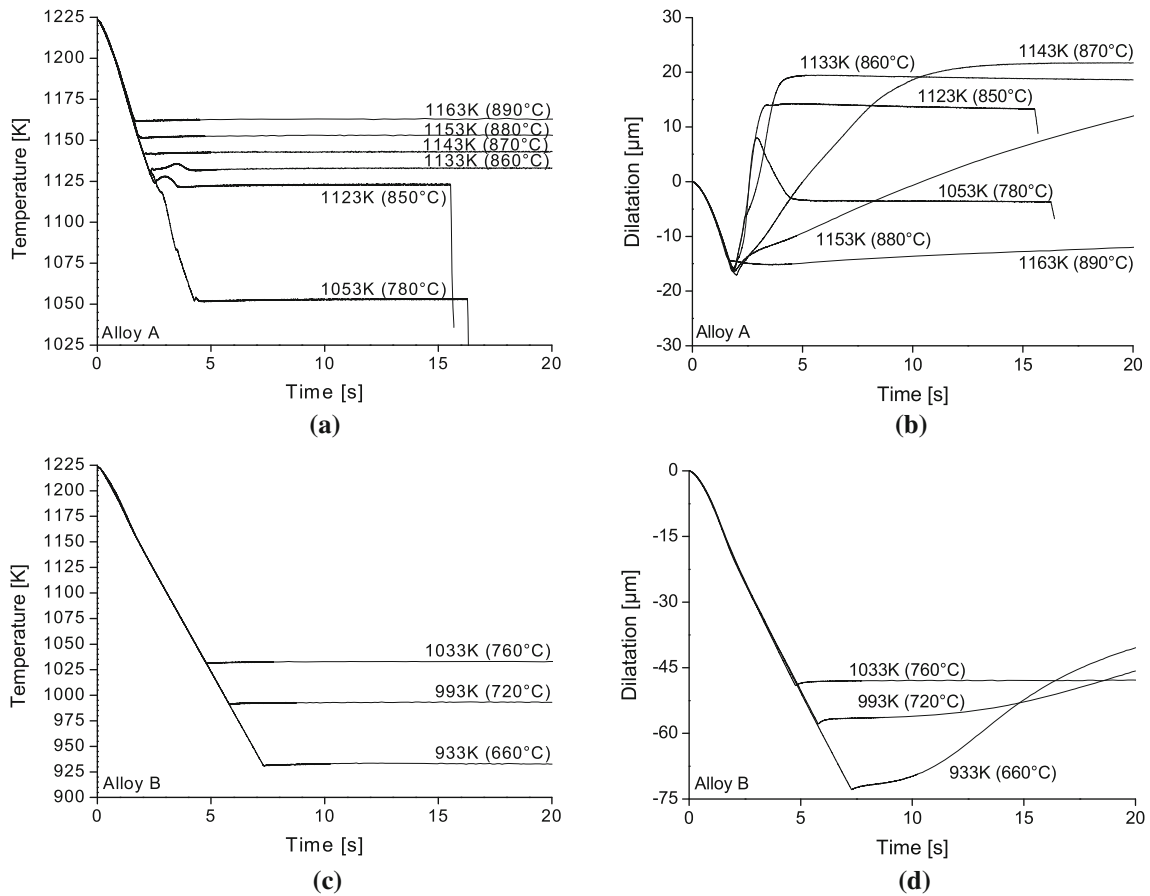 1225
1200
1175
1150
1125
1100
1075
1050
1025
Temperature [K]
1163K (890°C)
1153K (880°C)
1143K (870°C)
1133K (860°C)
1123K (850°C)
1053K (780°C)
Alloy A
0 5 10 15 20
Time [s]
(a)
30
20
10
0
-10
-20
-30
Dilatation [µm]
1143K (870°C)
1133K (860°C)
1123K (850°C)
1053K (780°C)
1153K (880°C)
1163K (890°C)
Alloy A
0 5 10 15 20
Time [s]
(b)
1225
1200
1175
1150
1125
1100
1075
1050
1025
1000
975
950
925
900
Temperature [K]
1033K (760°C)
993K (720°C)
933K (660°C)
Alloy B
0 5 10 15 20
Time [s]
(c)
0
-15
-30
-45
-60
-75
Dilatation [µm]
1033K (760°C)
993K (720°C)
933K (660°C)
Alloy B
0 5 10 15 20
Time [s]
(d)